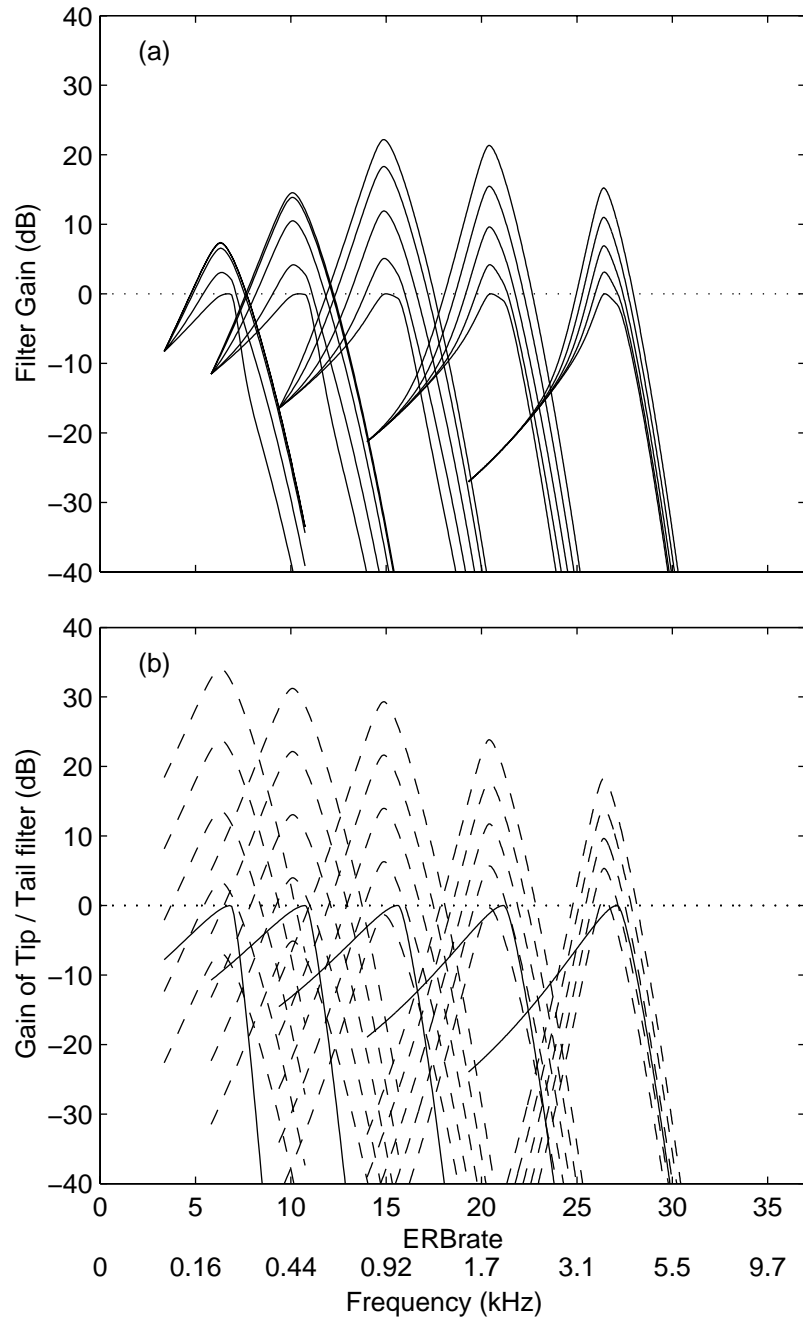 40
(a)
30
20
10
0
−10
−20
−30
−40
Filter Gain (dB)
40
(b)
30
20
10
0
−10
−20
−30
−40
Gain of Tip / Tail filter (dB)
0 5 10 15 20 25 30 35
ERBrate
0 0.16 0.44 0.92 1.7 3.1 5.5 9.7
Frequency (kHz)